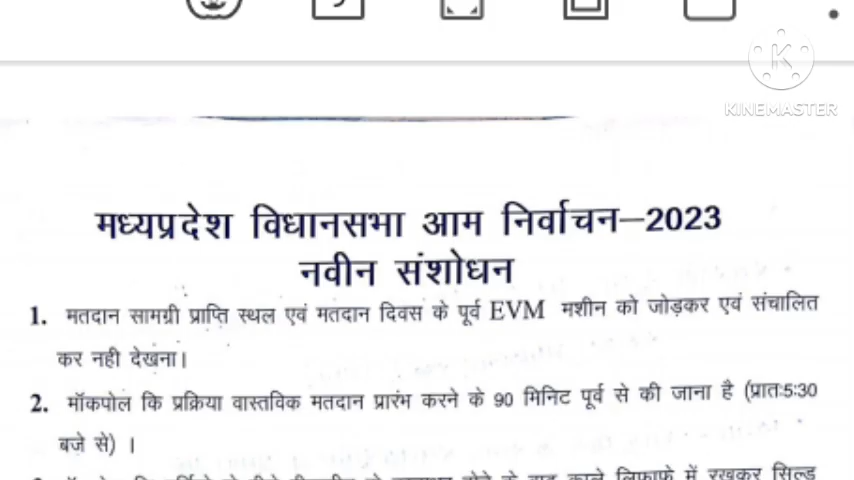 KINEMASTER
मध्यप्रदेश विधानसभा आम निर्वाचन–2023
नवीन संशोधन
1. मतदान सामग्री प्राप्ति स्थल एवं मतदान दिवस के पूर्व EVM मशीन को जोड़कर एवं संचालित
कर नही देखना।
2. मॉकपोल कि प्रक्रिया वास्तविक मतदान प्रारंभ करने के 90 मिनिट पूर्व से की जाना है (प्रातः5:30
बजे से) ।
के बाद काले लिफाफे में रखकर सिल्ड